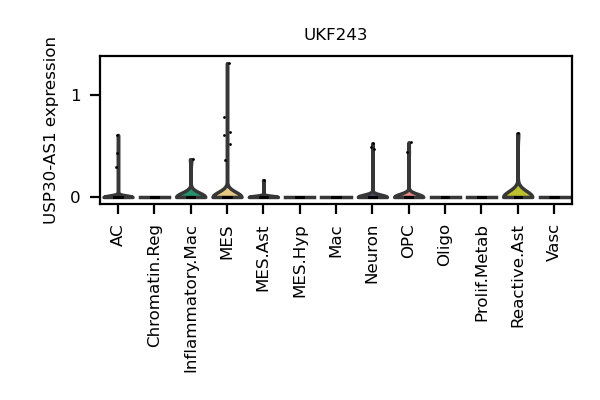 UKF243
USP30-AS1 expression
1
0
AC
Chromatin.Reg
Inflammatory.Mac
MES
MES.Ast
MES.Hyp
Mac
Neuron
OPC
Oligo
Prolif.Metab
Reactive.Ast
Vasc